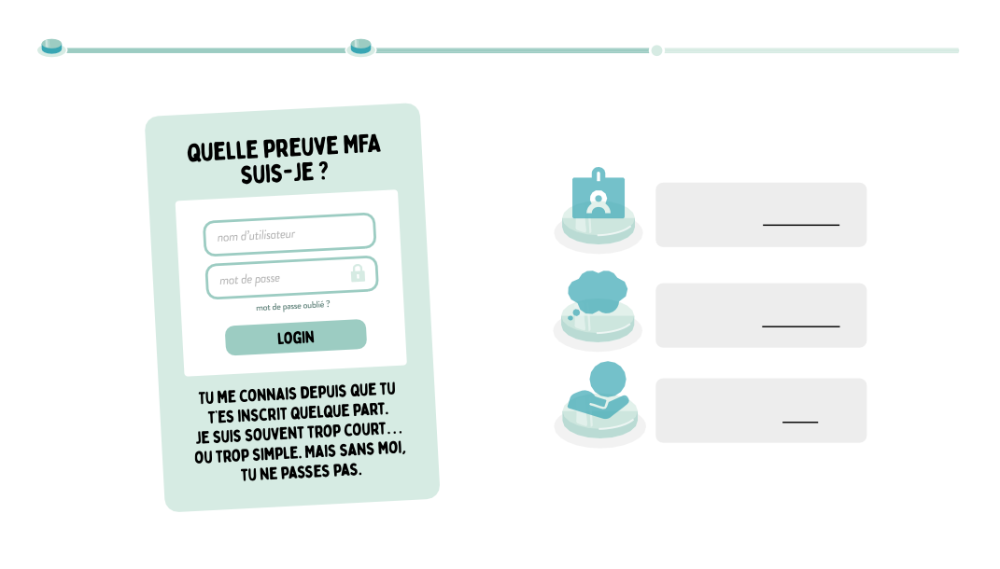 QUELLE PREUVE MFA
SUIS-JE ?
nom d'utilisateur
mot de passe
mot de passe oublié ?
LOGIN
TU ME CONNAIS DEPUIS QUE TU
T'ES INSCRIT QUELQUE PART.
JE SUIS SOUVENT TROP COURT...
OU TROP SIMPLE. MAIS SANS MOI,
TU NE PASSES PAS.